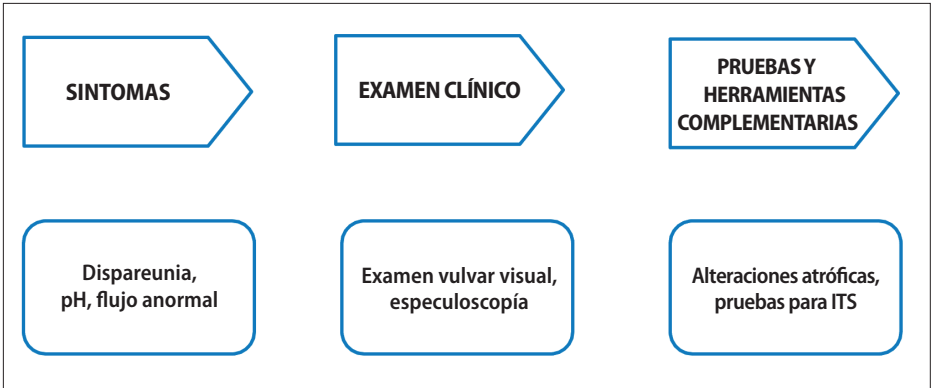 SINTOMAS
EXAMEN CLÍNICO
PRUEBAS Y
HERRAMIENTAS
COMPLEMENTARIAS
Dispareunia,
pH, flujo anormal
Examen vulvar visual,
especuloscopía
Alteraciones atróficas,
pruebas para ITS